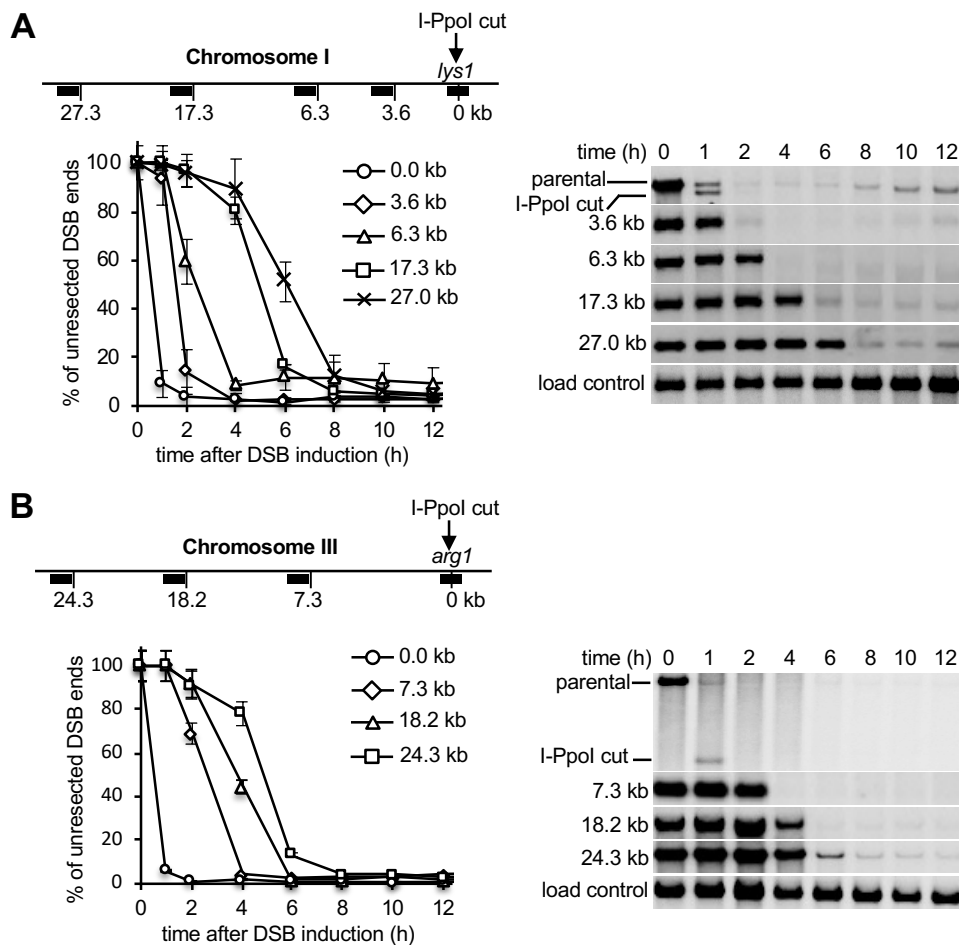 A
I-PpoI cut
Chromosome I
lys1
27.3 17.3 6.3 3.6 0 kb
% of unresected DSB ends
100
80
60
40
20
0
0 2 4 6 8 10 12
time after DSB induction (h)
0.0 kb
3.6 kb
6.3 kb
17.3 kb
27.0 kb
time (h) 0 1 2 4 6 8 10 12
parental
I-PpoI cut
3.6 kb
6.3 kb
17.3 kb
27.0 kb
load control
B
I-PpoI cut
Chromosome III
arg1
24.3 18.2 7.3 0 kb
% of unresected DSB ends
100
80
60
40
20
0
0 2 4 6 8 10 12
time after DSB induction (h)
0.0 kb
7.3 kb
18.2 kb
24.3 kb
time (h) 0 1 2 4 6 8 10 12
parental
I-PpoI cut
7.3 kb
18.2 kb
24.3 kb
load control